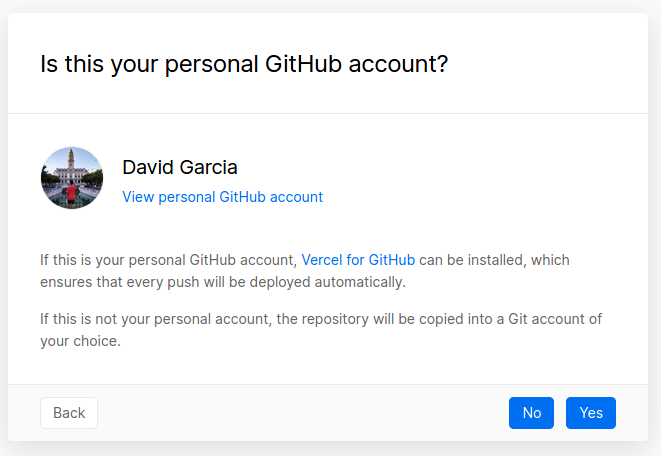 Is this your personal GitHub account?
David Garcia
View personal GitHub account
If this is your personal GitHub account, Vercel for GitHub can be installed, which
ensures that every push will be deployed automatically.
If this is not your personal account, the repository will be copied into a Git account of
your choice.
Back
No
Yes